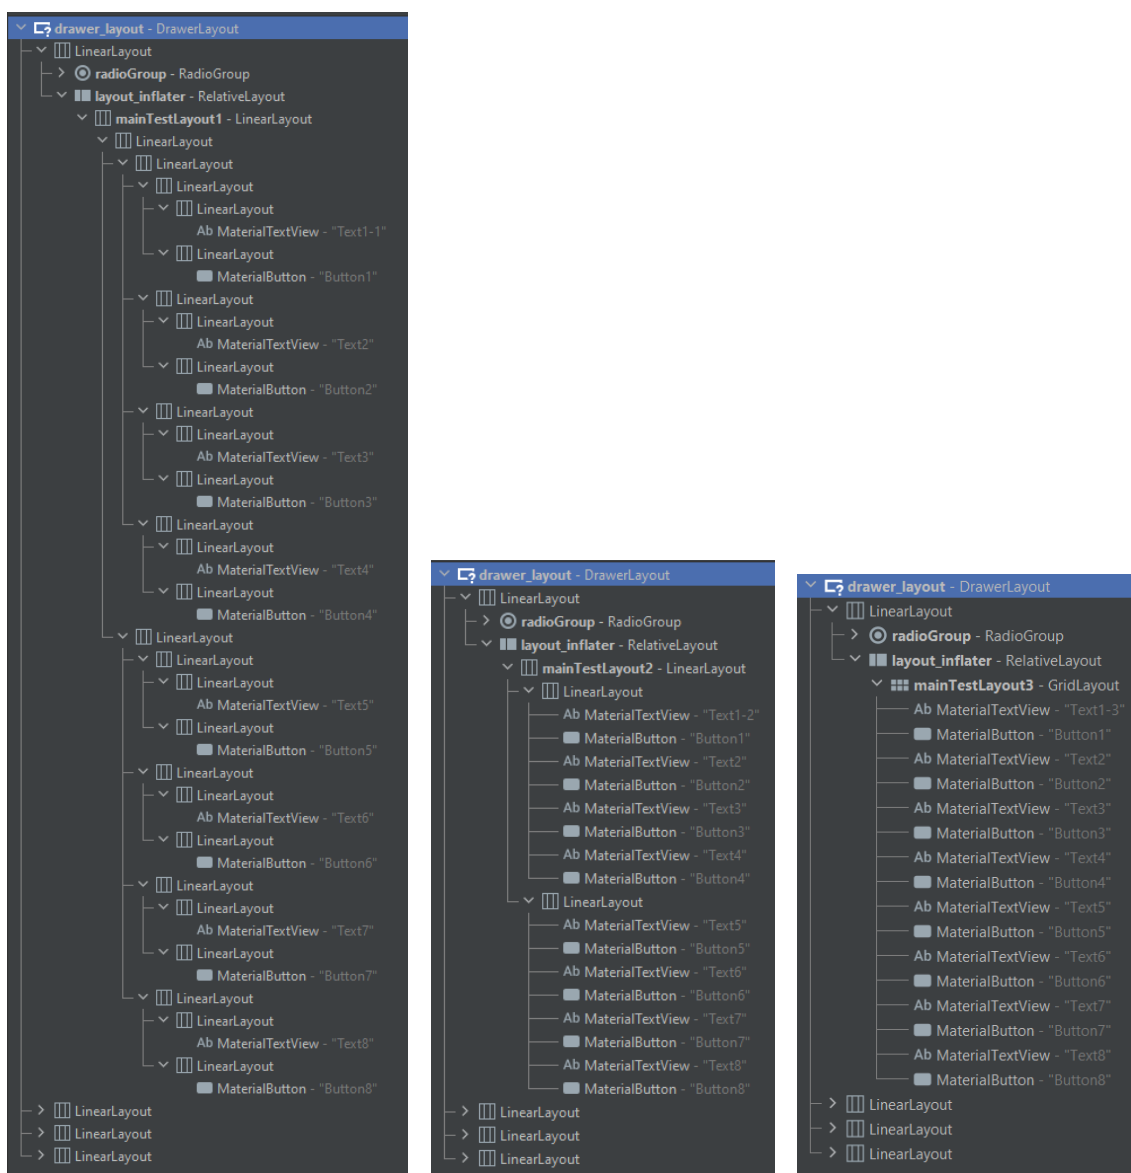 drawer_layout - DrawerLayout
LinearLayout
radioGroup - RadioGroup
layout_inflater - RelativeLayout
mainTestLayout1 - LinearLayout
LinearLayout
LinearLayout
LinearLayout
LinearLayout
Ab MaterialTextView - "Text1-1"
LinearLayout
MaterialButton - "Button1"
LinearLayout
LinearLayout
Ab MaterialTextView - "Text2"
LinearLayout
MaterialButton - "Button2"
LinearLayout
LinearLayout
Ab MaterialTextView - "Text3"
LinearLayout
MaterialButton - "Button3"
LinearLayout
LinearLayout
Ab MaterialTextView - "Text4"
LinearLayout
MaterialButton - "Button4"
LinearLayout
LinearLayout
LinearLayout
Ab MaterialTextView - "Text5"
LinearLayout
MaterialButton - "Button5"
LinearLayout
LinearLayout
Ab MaterialTextView - "Text6"
LinearLayout
MaterialButton - "Button6"
LinearLayout
LinearLayout
Ab MaterialTextView - "Text7"
LinearLayout
MaterialButton - "Button7"
LinearLayout
LinearLayout
Ab MaterialTextView - "Text8"
LinearLayout
MaterialButton - "Button8"
LinearLayout
LinearLayout
LinearLayout
drawer_layout - DrawerLayout
LinearLayout
radioGroup - RadioGroup
layout_inflater - RelativeLayout
mainTestLayout2 - LinearLayout
LinearLayout
Ab MaterialTextView - "Text1-2"
MaterialButton - "Button1"
Ab MaterialTextView - "Text2"
MaterialButton - "Button2"
Ab MaterialTextView - "Text3"
MaterialButton - "Button3"
Ab MaterialTextView - "Text4"
MaterialButton - "Button4"
LinearLayout
Ab MaterialTextView - "Text5"
MaterialButton - "Button5"
Ab MaterialTextView - "Text6"
MaterialButton - "Button6"
Ab MaterialTextView - "Text7"
MaterialButton - "Button7"
Ab MaterialTextView - "Text8"
MaterialButton - "Button8"
LinearLayout
LinearLayout
LinearLayout
drawer_layout - DrawerLayout
LinearLayout
radioGroup - RadioGroup
layout_inflater - RelativeLayout
mainTestLayout3 - GridLayout
Ab MaterialTextView - "Text1-3"
MaterialButton - "Button1"
Ab MaterialTextView - "Text2"
MaterialButton - "Button2"
Ab MaterialTextView - "Text3"
MaterialButton - "Button3"
Ab MaterialTextView - "Text4"
MaterialButton - "Button4"
Ab MaterialTextView - "Text5"
MaterialButton - "Button5"
Ab MaterialTextView - "Text6"
MaterialButton - "Button6"
Ab MaterialTextView - "Text7"
MaterialButton - "Button7"
Ab MaterialTextView - "Text8"
MaterialButton - "Button8"
LinearLayout
LinearLayout
LinearLayout